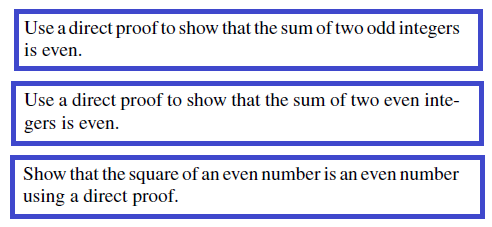 Use a direct proof to show that the sum of two odd integers
is even.
Use a direct proof to show that the sum of two even inte-
gers is even.
Show that the square of an even number is an even number
using a direct proof.